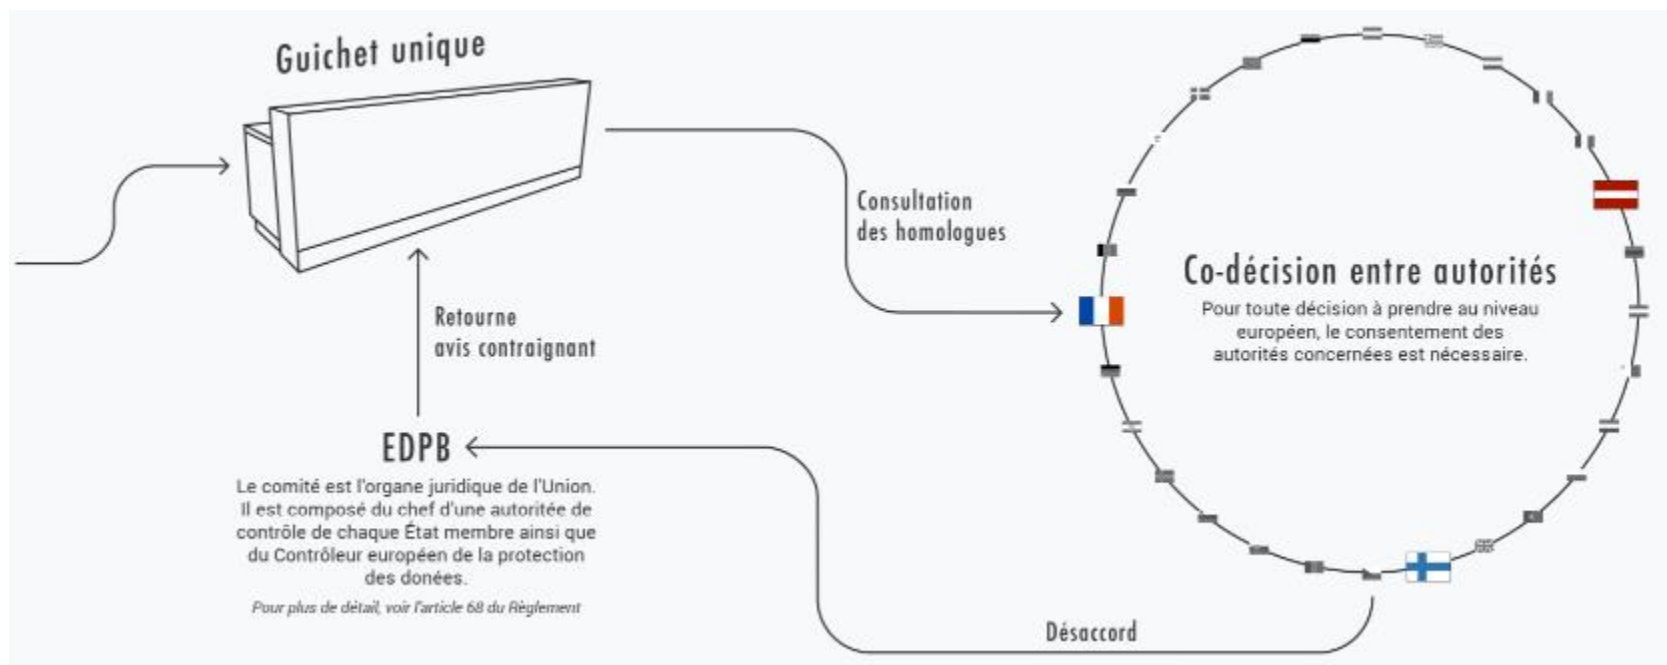 Guichet unique
Consultation
des homologues
Co-décision entre autorités
Pour toute décision à prendre au niveau
européen, le consentement des
autorités concernées est nécessaire.
Retourne
avis contraignant
EDPB
Le comité est l'organe juridique de l'Union.
Il est composé du chef d'une autoritée de
contrôle de chaque État membre ainsi que
du Contrôleur européen de la protection
des donées.
Pour plus de détail, voir l'article 68 du Règlement
Désaccord